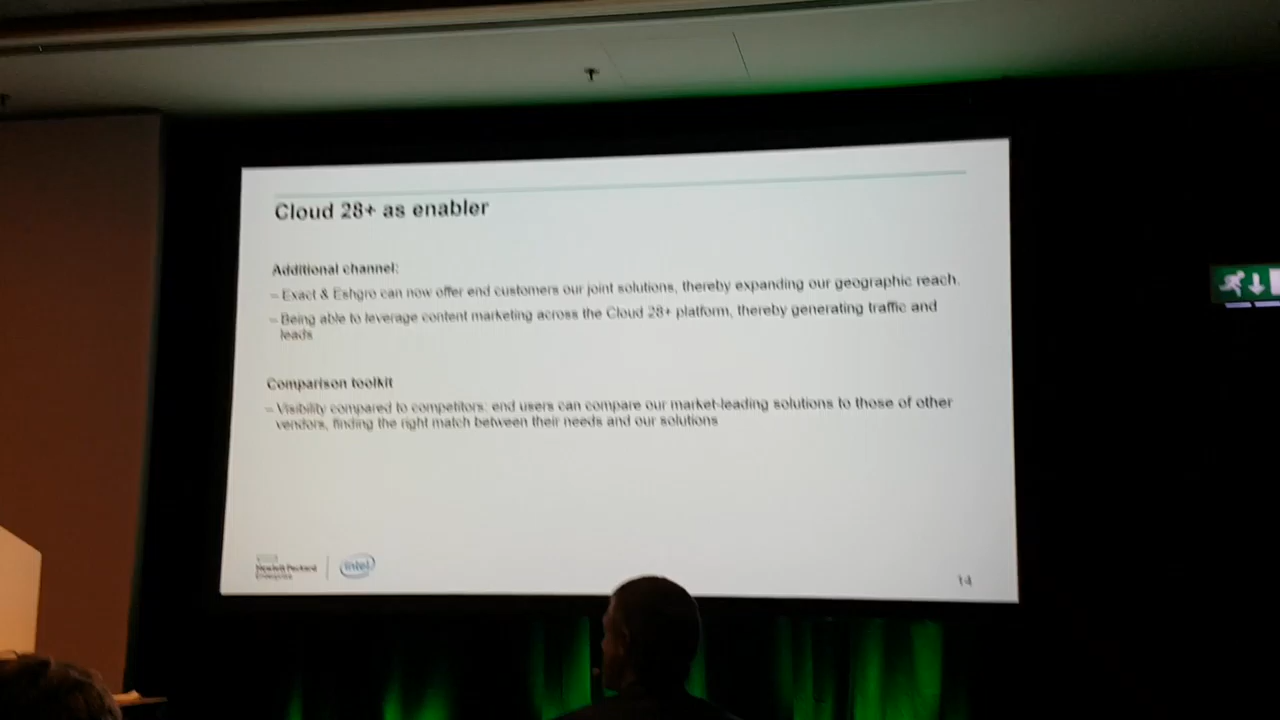 Cloud 28+ as enabler
Additional channel:
– Exact & Eshgro can now offer end customers our joint solutions, thereby expanding our geographic reach.
– Being able to leverage content marketing across the Cloud 28+ platform, thereby generating traffic and
leads
Comparison toolkit
– Visibility compared to competitors: end users can compare our market-leading solutions to those of other
vendors, finding the right match between their needs and our solutions
Hewlett Packard
Enterprise
intel
14